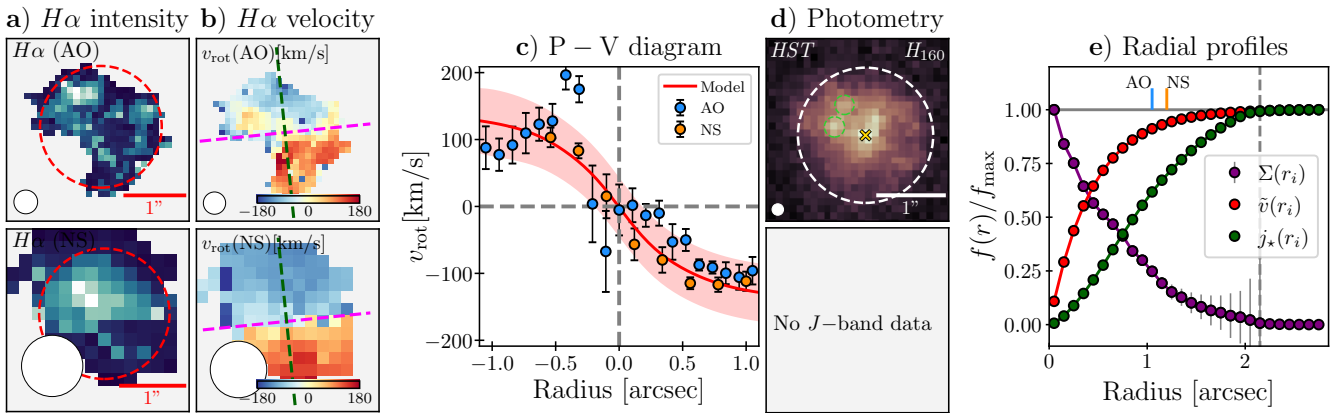 a) Hα intensity
Hα (AO)
1”
Hα (NS)
1”
b) Hα velocity
v_rot(AO)[km/s]
−180 0 180
v_rot(NS)[km/s]
−180 0 180
c) P − V diagram
200
100
0
−100
−200
v_rot[km/s]
Model
AO
NS
−1.0 −0.5 0.0 0.5 1.0
Radius [arcsec]
d) Photometry
HST H₁₆₀
1”
No J−band data
e) Radial profiles
AO NS
1.00
0.75
0.50
0.25
0.00
f(r)/f_max
Σ(r_i)
ṽ(r_i)
j_⋆(r_i)
0 1 2
Radius [arcsec]